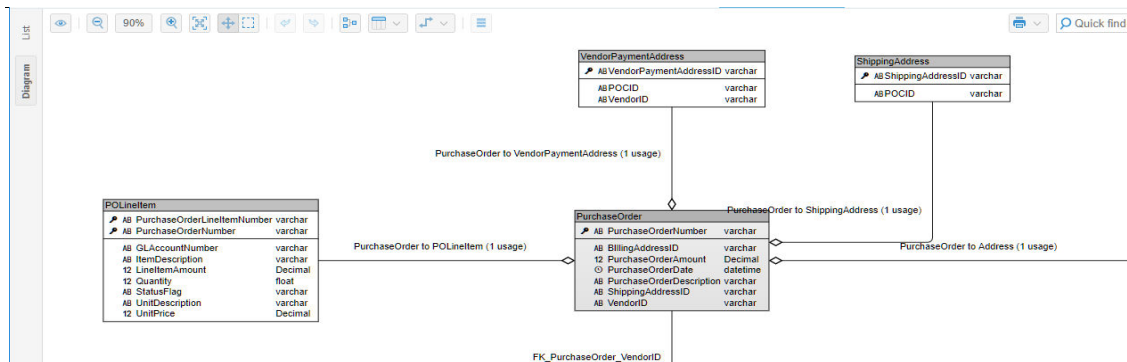 List
Diagram
90%
Quick find
VendorPaymentAddress
AB VendorPaymentAddressID varchar
AB POCID varchar
AB VendorID varchar
ShippingAddress
AB ShippingAddressID varchar
AB POCID varchar
PurchaseOrder to VendorPaymentAddress (1 usage)
POLineItem
AB PurchaseOrderLineItemNumber varchar
AB PurchaseOrderNumber varchar
AB GLAccountNumber varchar
AB ItemDescription varchar
12 LineItemAmount Decimal
12 Quantity float
AB StatusFlag varchar
AB UnitDescription varchar
12 UnitPrice Decimal
PurchaseOrder to POLineItem (1 usage)
PurchaseOrder
AB PurchaseOrderNumber varchar
AB BIllingAddressID varchar
12 PurchaseOrderAmount Decimal
PurchaseOrderDate datetime
AB PurchaseOrderDescription varchar
AB ShippingAddressID varchar
AB VendorID varchar
PurchaseOrder to ShippingAddress (1 usage)
PurchaseOrder to Address (1 usage)
FK_PurchaseOrder_VendorID